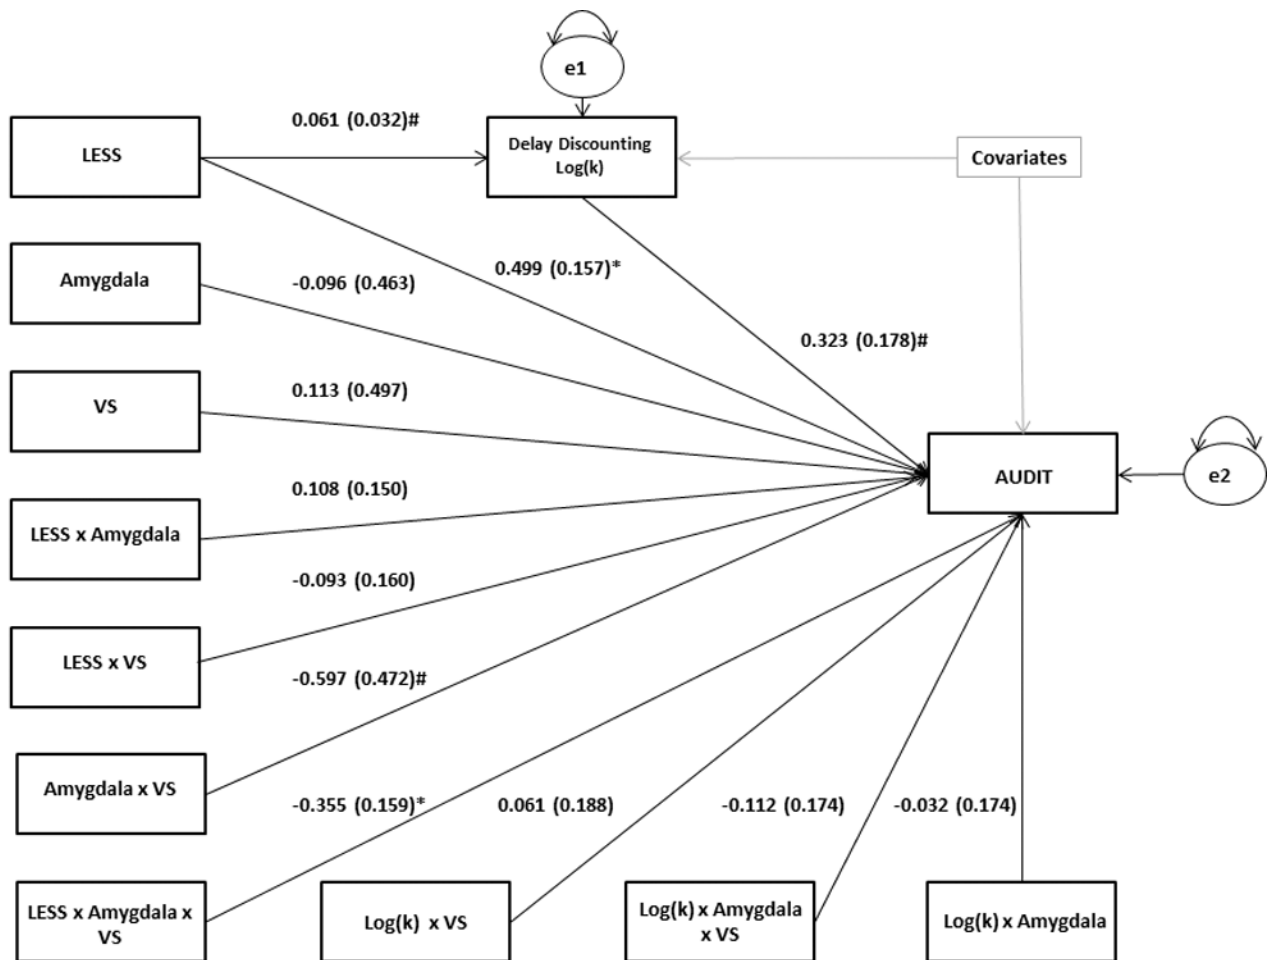 e1
0.061 (0.032)#
LESS
Delay Discounting
Log(k)
Covariates
Amygdala
-0.096 (0.463)
0.499 (0.157)*
0.323 (0.178)#
VS
0.113 (0.497)
AUDIT
e2
LESS x Amygdala
0.108 (0.150)
-0.093 (0.160)
LESS x VS
-0.597 (0.472)#
Amygdala x VS
-0.355 (0.159)*
0.061 (0.188)
-0.112 (0.174)
-0.032 (0.174)
LESS x Amygdala x
VS
Log(k) x VS
Log(k) x Amygdala
x VS
Log(k) x Amygdala